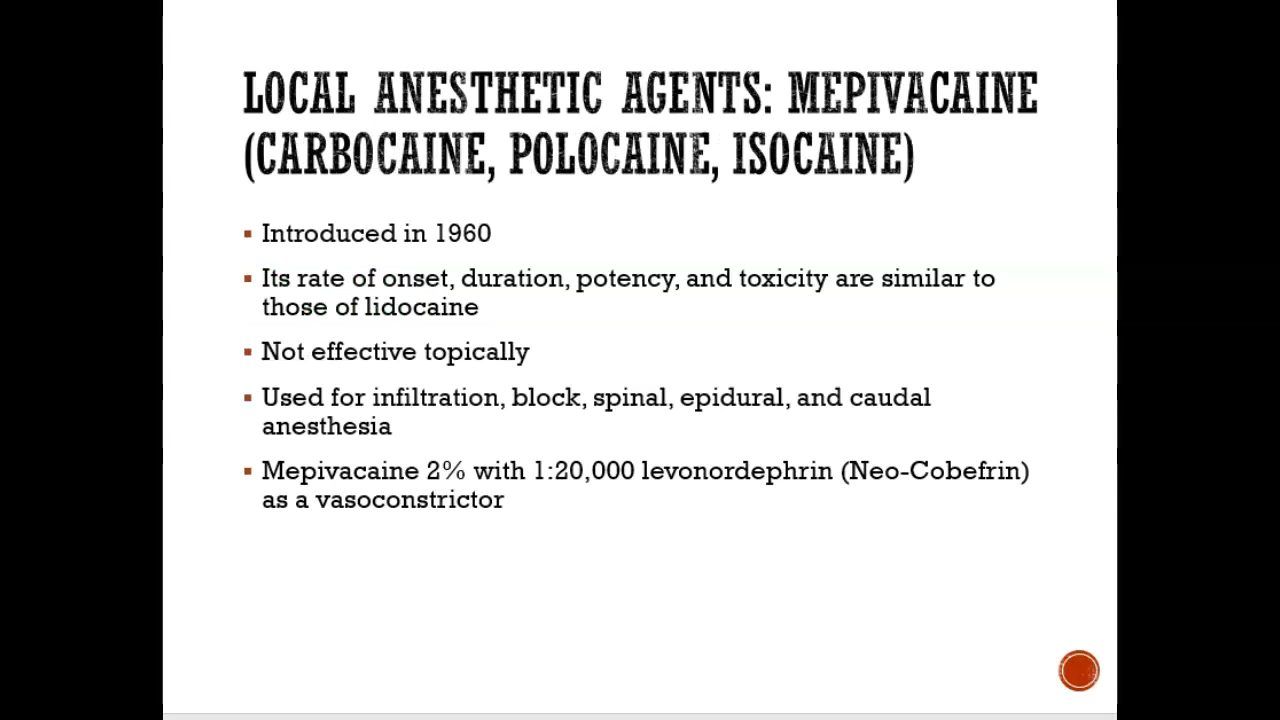 LOCAL ANESTHETIC AGENTS: MEPIVACAINE
(CARBOCAINE, POLOCAINE, ISOCAINE)
▪ Introduced in 1960
▪ Its rate of onset, duration, potency, and toxicity are similar to
those of lidocaine
▪ Not effective topically
▪ Used for infiltration, block, spinal, epidural, and caudal
anesthesia
▪ Mepivacaine 2% with 1:20,000 levonordephrin (Neo-Cobefrin)
as a vasoconstrictor